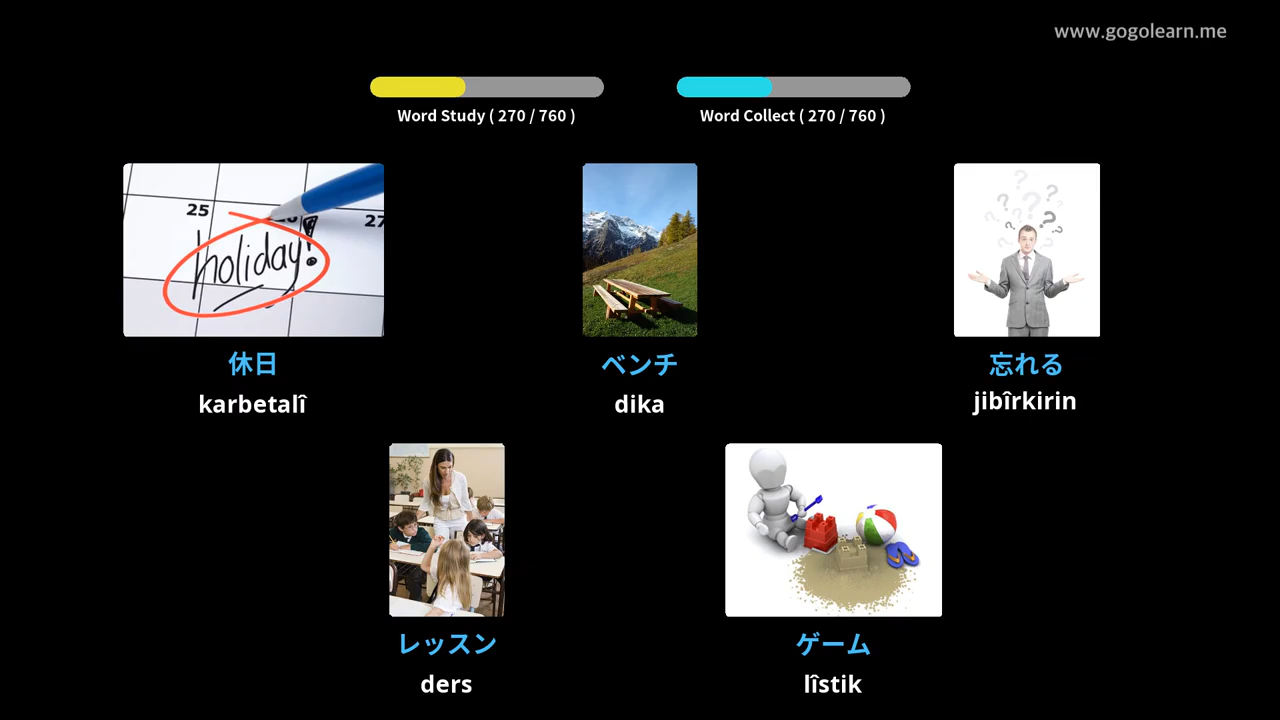 www.gogolearn.me
Word Study ( 270 / 760 )
Word Collect ( 270 / 760 )
25
27
holiday!
休日
ベンチ
忘れる
karbetalî
dika
jibîrkirin
レッスン
ゲーム
ders
lîstik